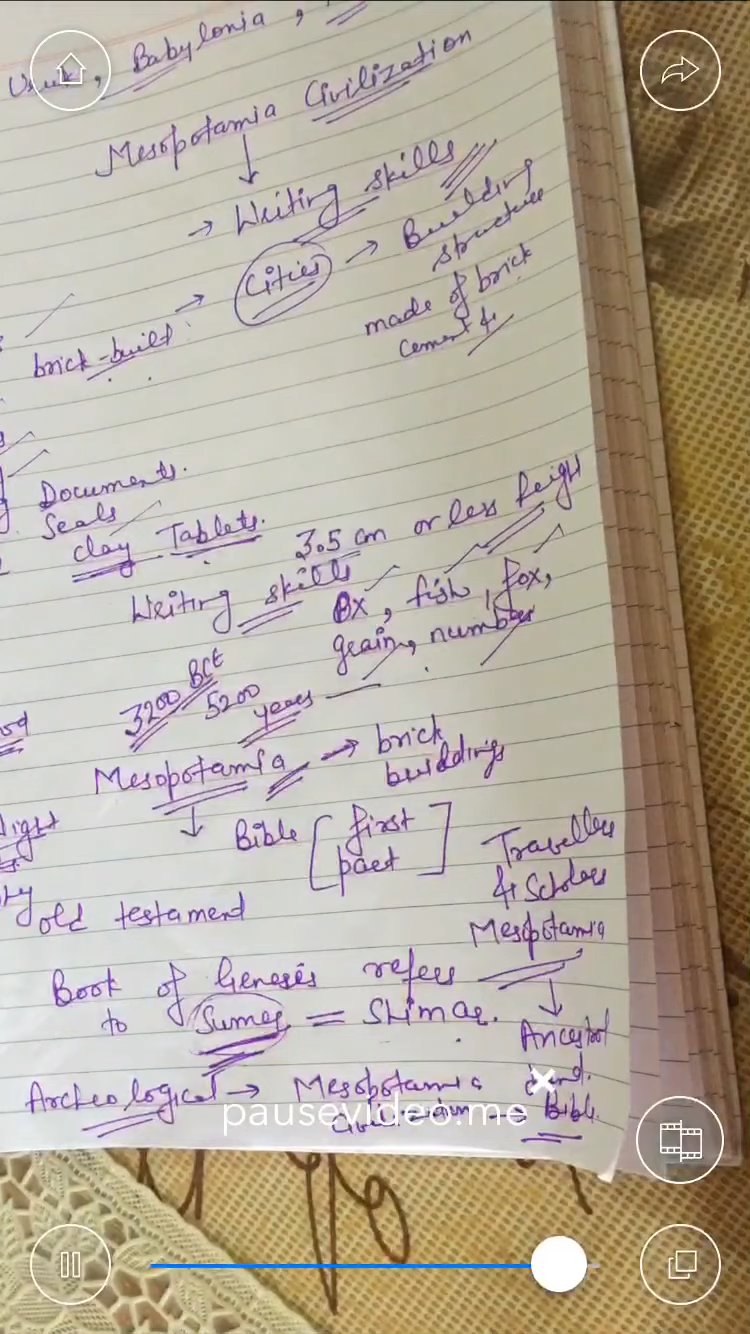 Uruk, Babylonia,
Mesopotamia Civilization
→ Writing skills
Cities → Building
structure
made of brick
cement &
brick-built →
Documents.
Seals
clay Tablets.
3.5 cm or less height
Writing skills
Ox, fish, fox,
grain, number
3200 BCE
5200
years
Mesopotamia → brick
buildings
Bible [first
part]
Travellers
& Scholars
Mesopotamia
old testament
Book of Genesis refers
to Sumer = Shimar.
Ancestral
land.
Archeological → Mesopotamia
Bible.
pausevideo.me